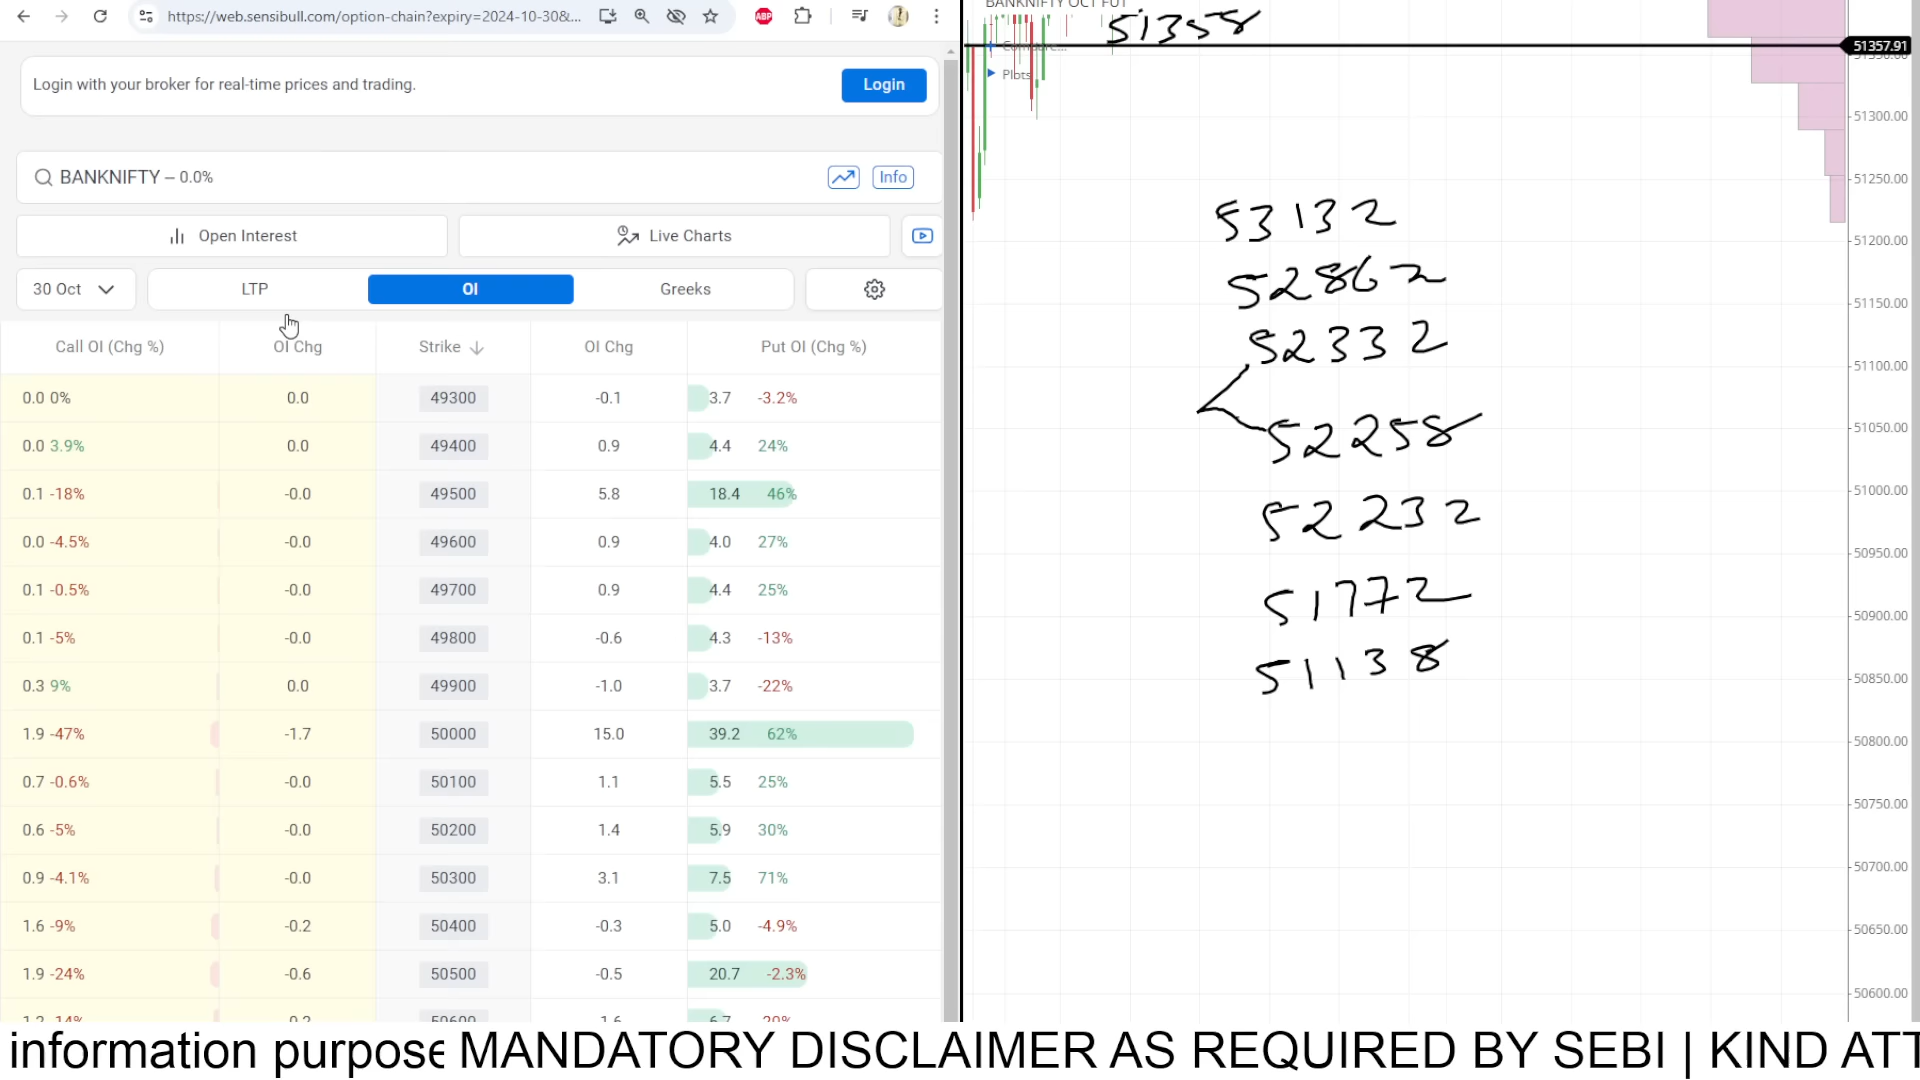 https://web.sensibull.com/option-chain?expiry=2024-10-30&...
ABP
Login with your broker for real-time prices and trading.
Login
BANKNIFTY – 0.0%
Info
Open Interest
Live Charts
30 Oct
LTP
OI
Greeks
Call OI (Chg %) OI Chg Strike OI Chg Put OI (Chg %)
0.0 0% 0.0 49300 -0.1 3.7 -3.2%
0.0 3.9% 0.0 49400 0.9 4.4 24%
0.1 -18% -0.0 49500 5.8 18.4 46%
0.0 -4.5% -0.0 49600 0.9 4.0 27%
0.1 -0.5% -0.0 49700 0.9 4.4 25%
0.1 -5% -0.0 49800 -0.6 4.3 -13%
0.3 9% 0.0 49900 -1.0 3.7 -22%
1.9 -47% -1.7 50000 15.0 39.2 62%
0.7 -0.6% -0.0 50100 1.1 5.5 25%
0.6 -5% -0.0 50200 1.4 5.9 30%
0.9 -4.1% -0.0 50300 3.1 7.5 71%
1.6 -9% -0.2 50400 -0.3 5.0 -4.9%
1.9 -24% -0.6 50500 -0.5 20.7 -2.3%
BANKNIFTY OCT FUT
51358
Compare...
Plots
53132
52862
52332
52258
52232
51772
51138
51357.91
51300.00
51250.00
51200.00
51150.00
51100.00
51050.00
51000.00
50950.00
50900.00
50850.00
50800.00
50750.00
50700.00
50650.00
50600.00
information purpose MANDATORY DISCLAIMER AS REQUIRED BY SEBI | KIND ATT